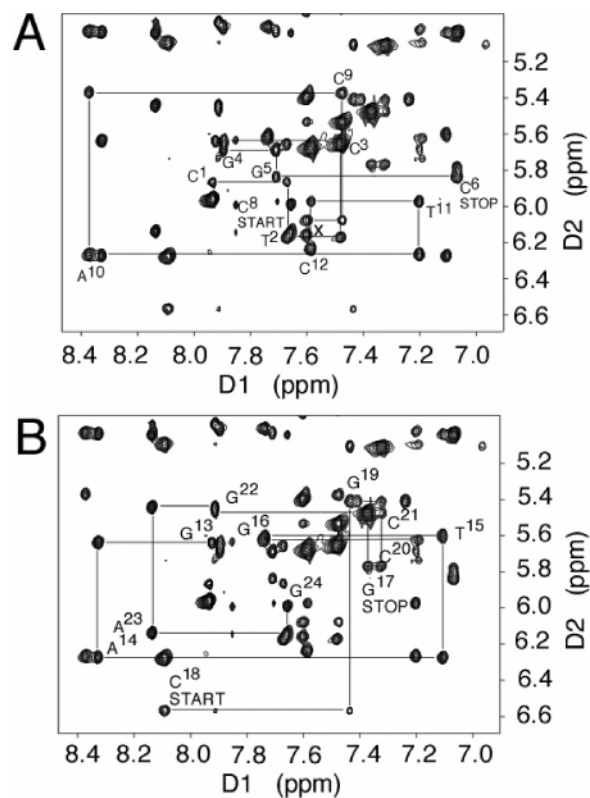 A
C⁹
G⁴
G⁵
C³
C¹
C⁸
START
C⁶
STOP
T²
X
T¹¹
A¹⁰
C¹²
5.2
5.4
5.6
5.8
6.0
6.2
6.4
6.6
D2 (ppm)
8.4 8.2 8.0 7.8 7.6 7.4 7.2 7.0
D1 (ppm)
B
G²²
G¹⁹
G¹³
G¹⁶
C²¹
T¹⁵
C²⁰
G²⁴
G¹⁷
STOP
A²³
A¹⁴
C¹⁸
START
5.2
5.4
5.6
5.8
6.0
6.2
6.4
6.6
D2 (ppm)
8.4 8.2 8.0 7.8 7.6 7.4 7.2 7.0
D1 (ppm)